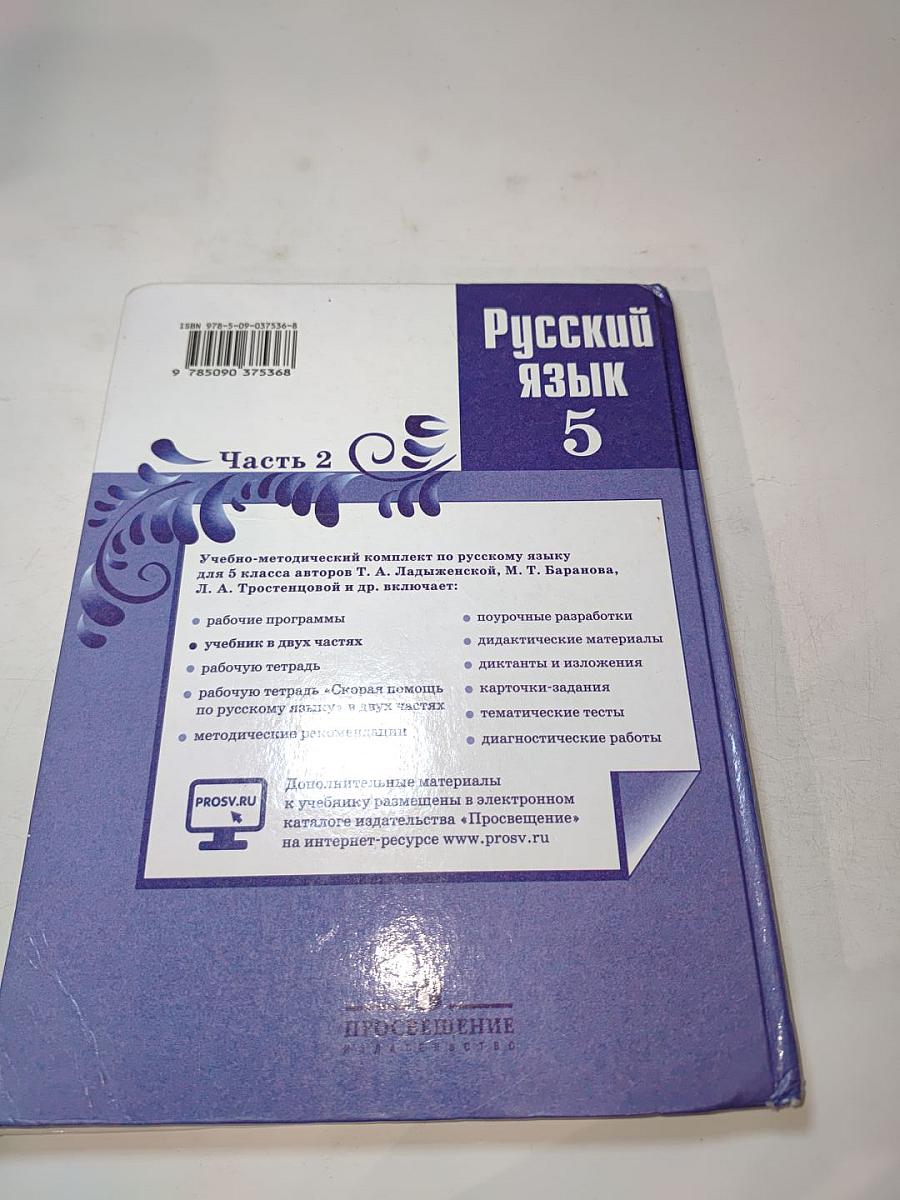 ISBN 978-5-09-037536-8
9 785090 375368
Русский
язык
5
Часть 2
Учебно-методический комплект по русскому языку
для 5 класса авторов Т. А. Ладыженской, М. Т. Баранова,
Л. А. Тростенцовой и др. включает:
• рабочие программы
• учебник в двух частях
• рабочую тетрадь
• рабочую тетрадь «Скорая помощь
по русскому языку» в двух частях
• методические рекомендации
• поурочные разработки
• дидактические материалы
• диктанты и изложения
• карточки-задания
• тематические тесты
• диагностические работы
PROSV.RU
Дополнительные материалы
к учебнику размещены в электронном
каталоге издательства «Просвещение»
на интернет-ресурсе www.prosv.ru
ПРОСВЕЩЕНИЕ
ИЗДАТЕЛЬСТВО